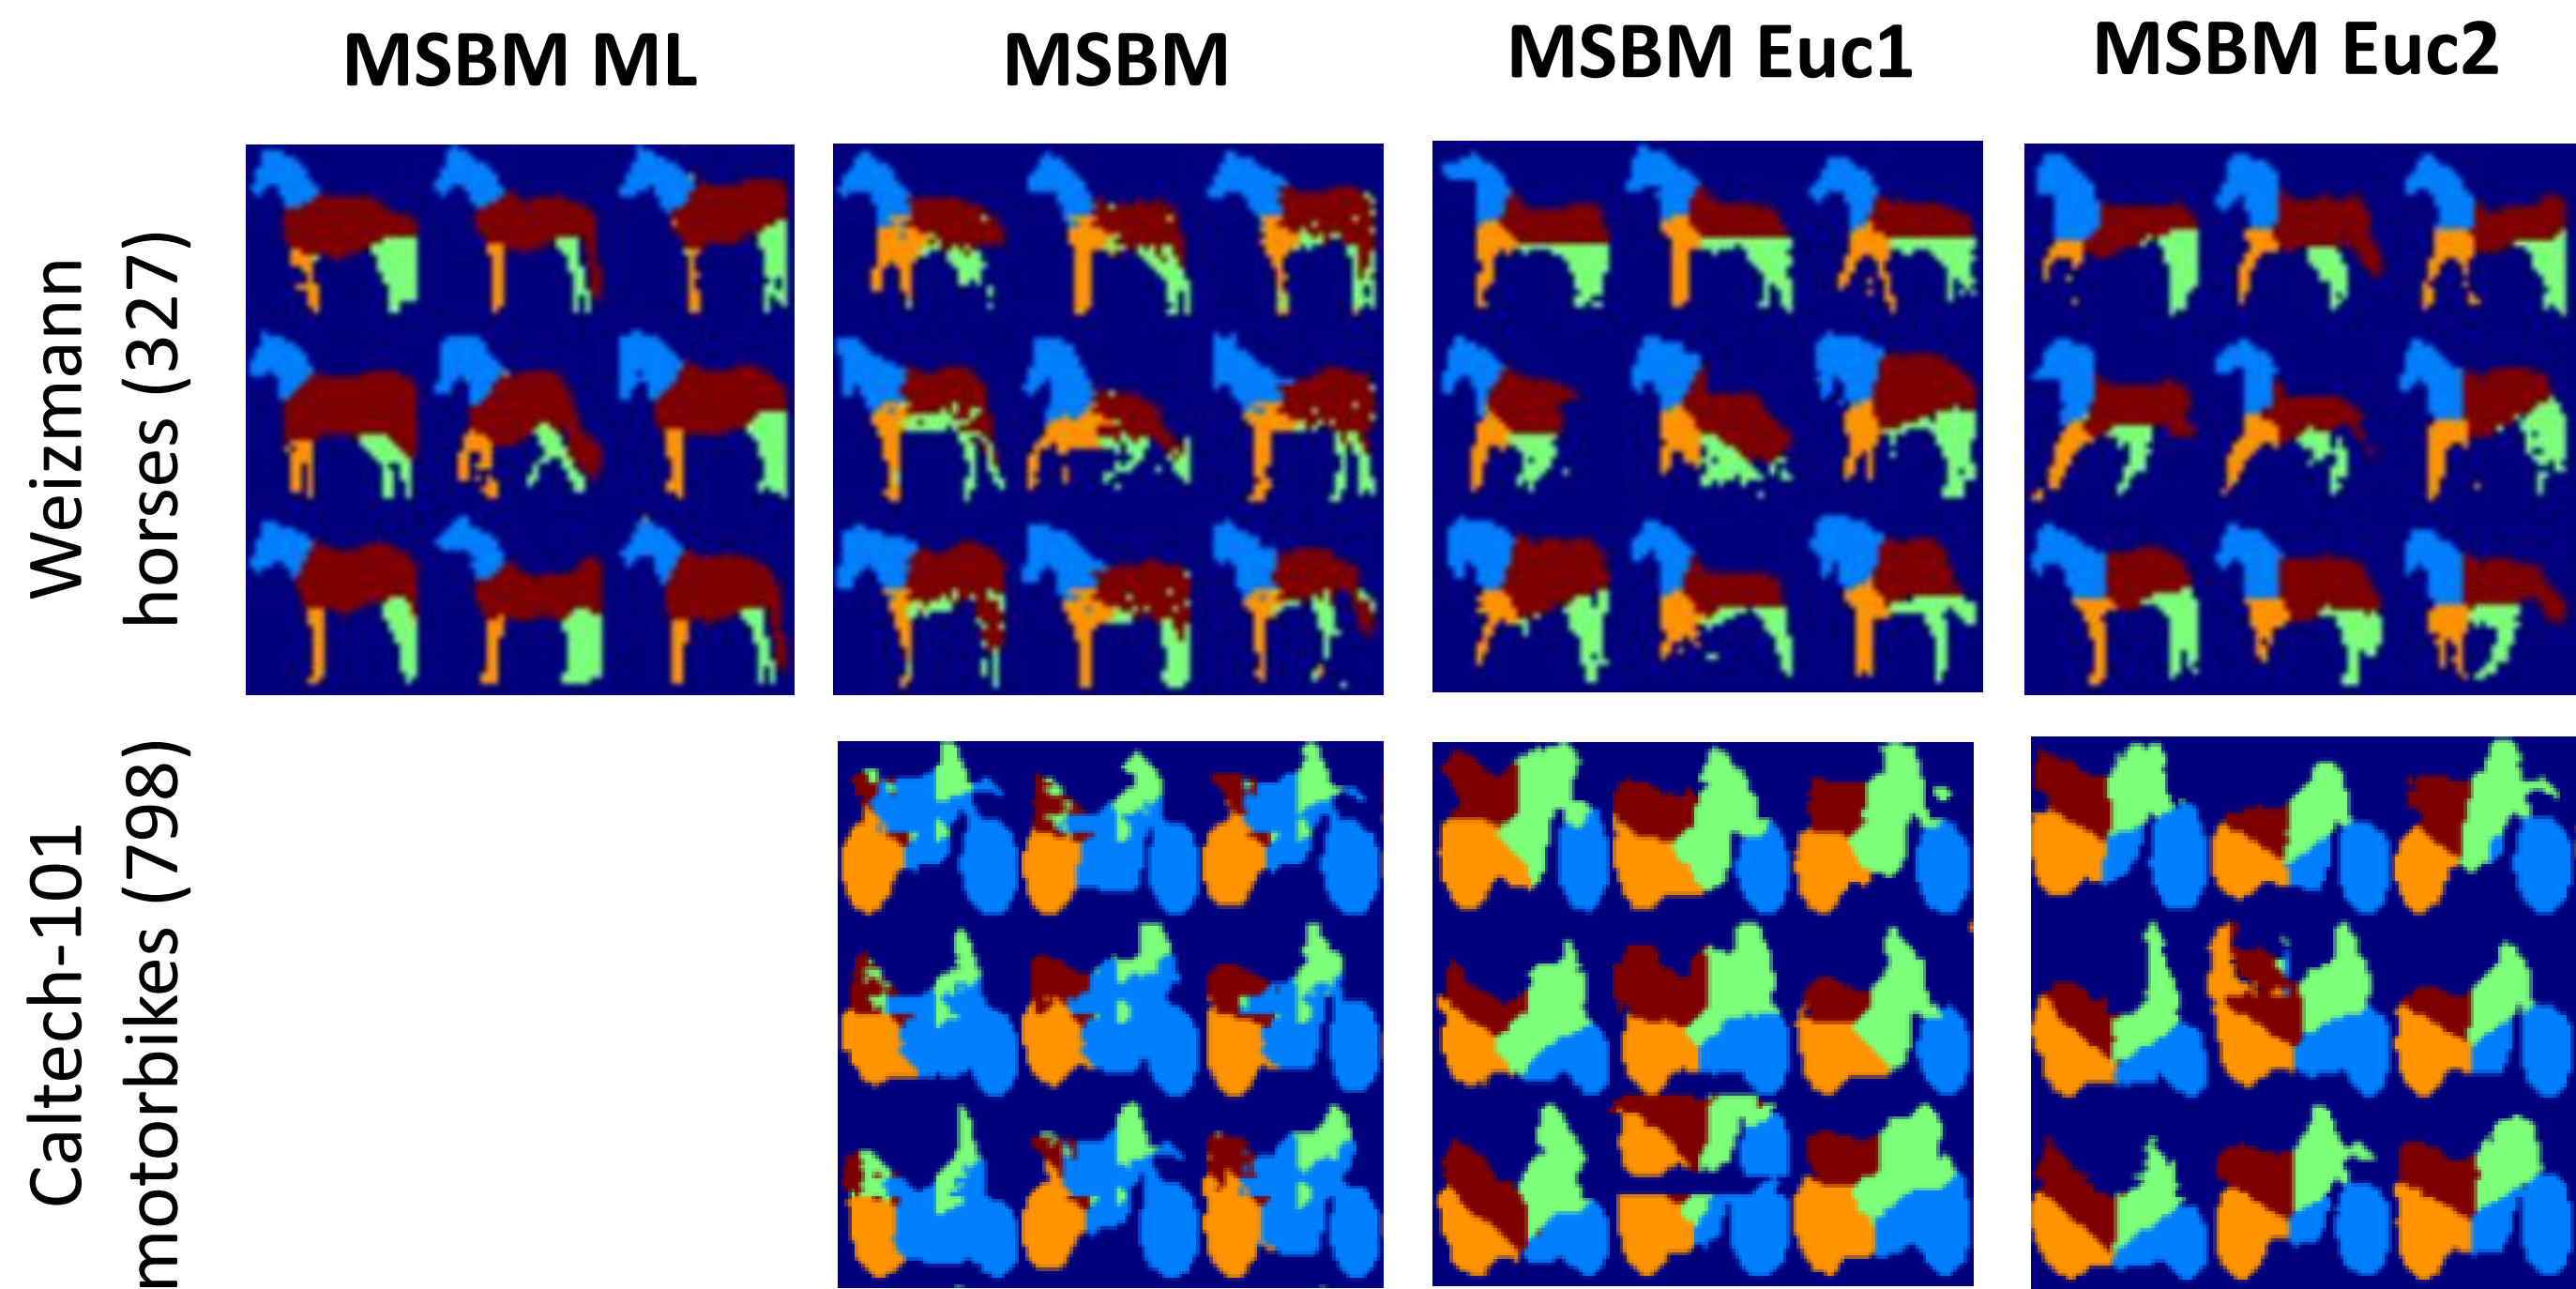 MSBM ML
MSBM
MSBM Euc1
MSBM Euc2
Weizmann
horses (327)
Caltech-101
motorbikes (798)